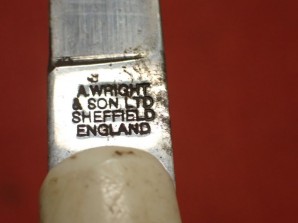 A. WRIGHT
& SON LTD
SHEFFIELD
ENGLAND